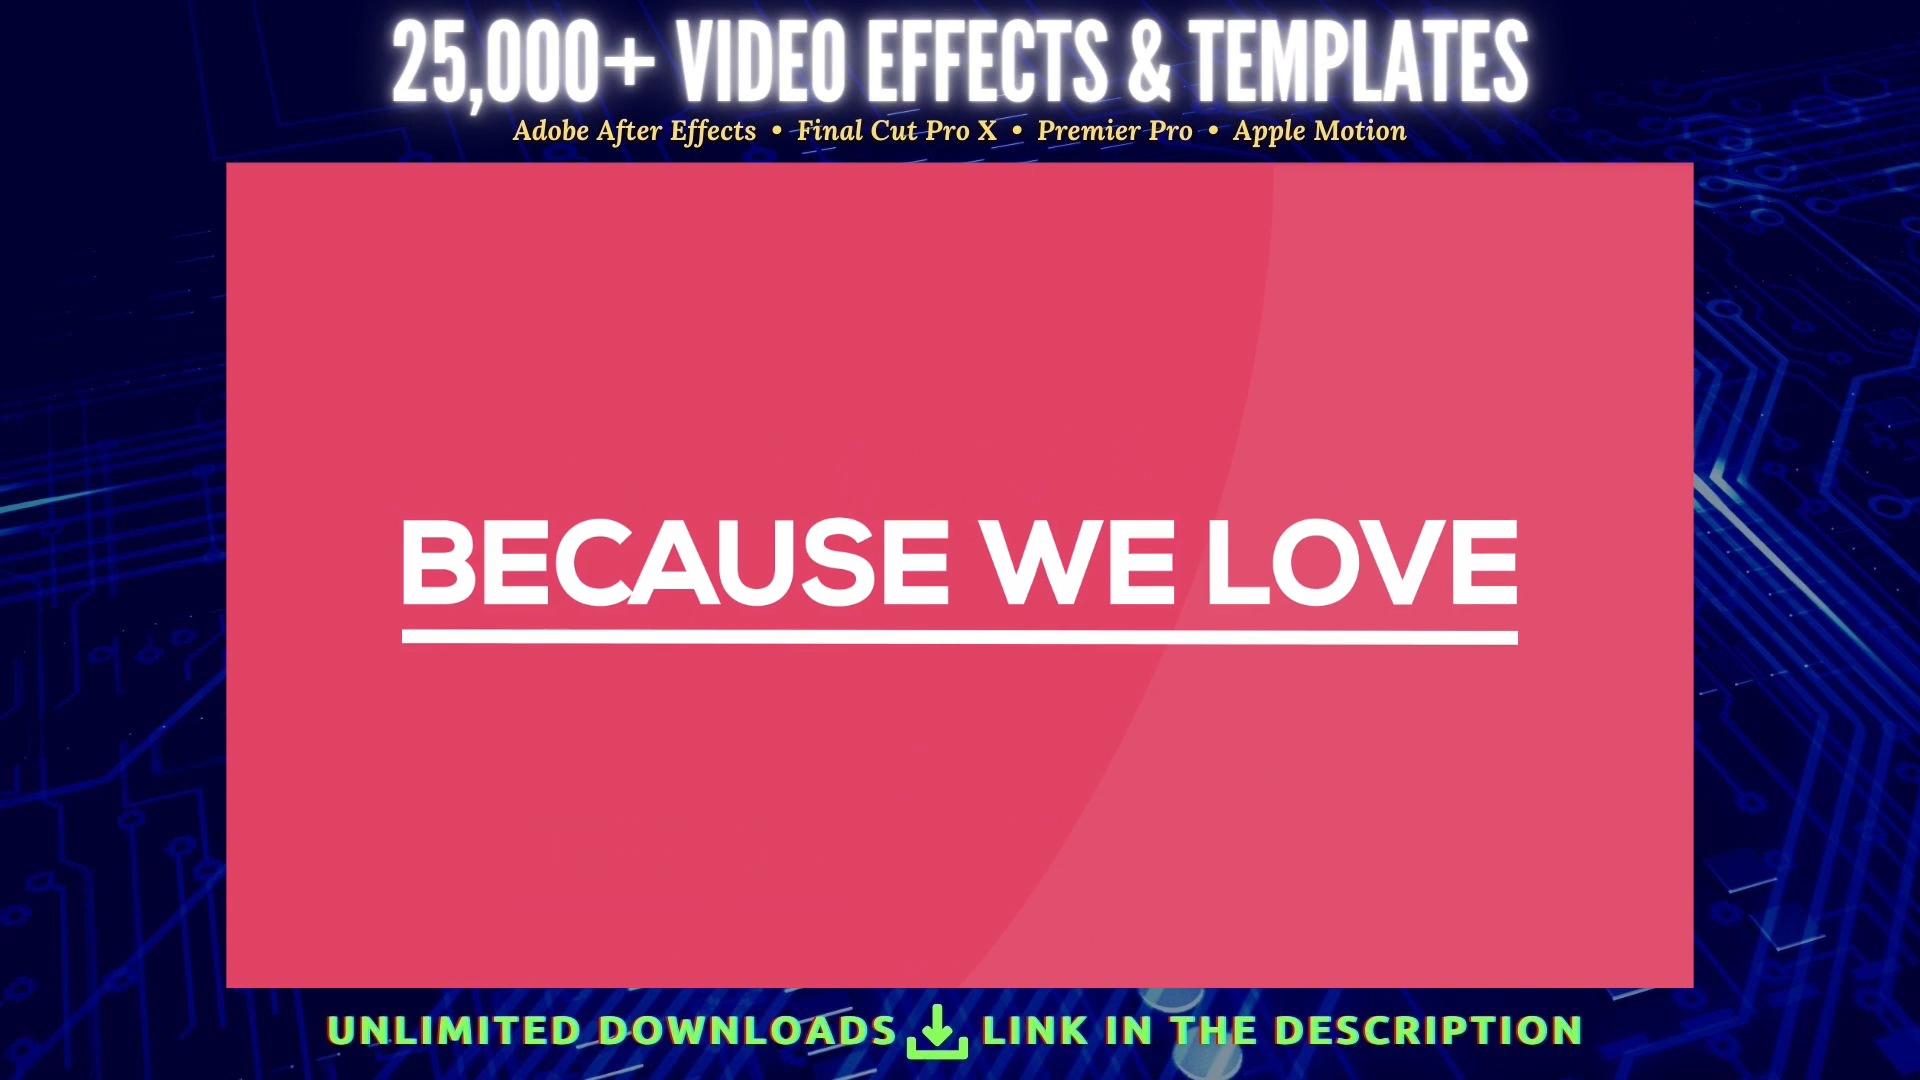 25,000+ VIDEO EFFECTS & TEMPLATES
Adobe After Effects • Final Cut Pro X • Premier Pro • Apple Motion
BECAUSE WE LOVE
UNLIMITED DOWNLOADS LINK IN THE DESCRIPTION